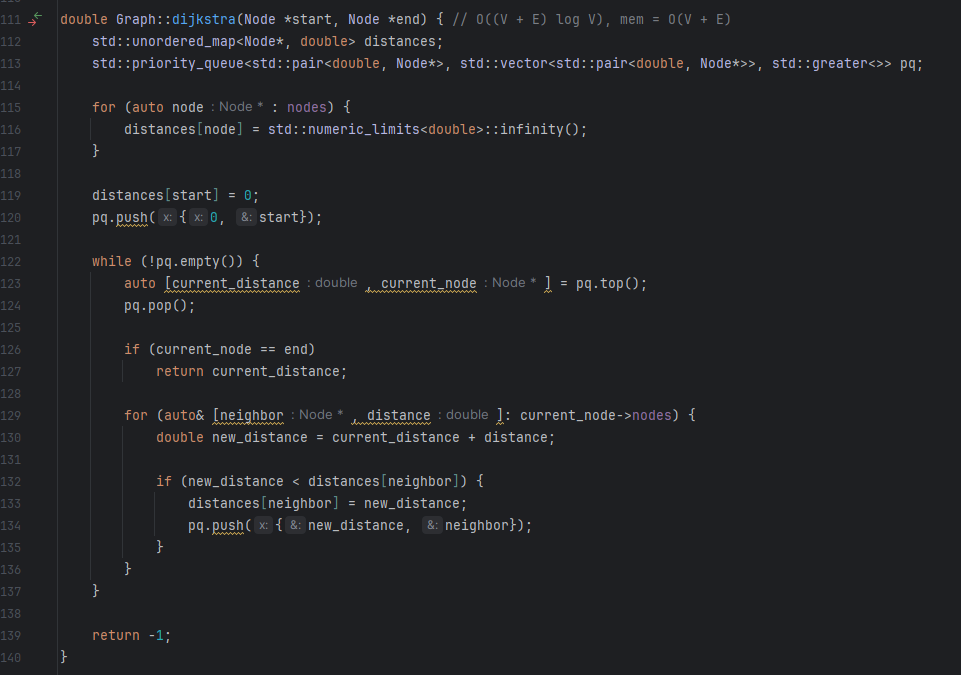 111 double Graph::dijkstra(Node *start, Node *end) { // O((V + E) log V), mem = O(V + E)
112 std::unordered_map<Node*, double> distances;
113 std::priority_queue<std::pair<double, Node*>, std::vector<std::pair<double, Node*>>, std::greater<>> pq;
114
115 for (auto node : Node * : nodes) {
116 distances[node] = std::numeric_limits<double>::infinity();
117 }
118
119 distances[start] = 0;
120 pq.push( x: { x: 0, &: start});
121
122 while (!pq.empty()) {
123 auto [current_distance : double , current_node : Node * ] = pq.top();
124 pq.pop();
125
126 if (current_node == end)
127 return current_distance;
128
129 for (auto& [neighbor : Node * , distance : double ]: current_node->nodes) {
130 double new_distance = current_distance + distance;
131
132 if (new_distance < distances[neighbor]) {
133 distances[neighbor] = new_distance;
134 pq.push( x: { &: new_distance, &: neighbor});
135 }
136 }
137 }
138
139 return -1;
140 }